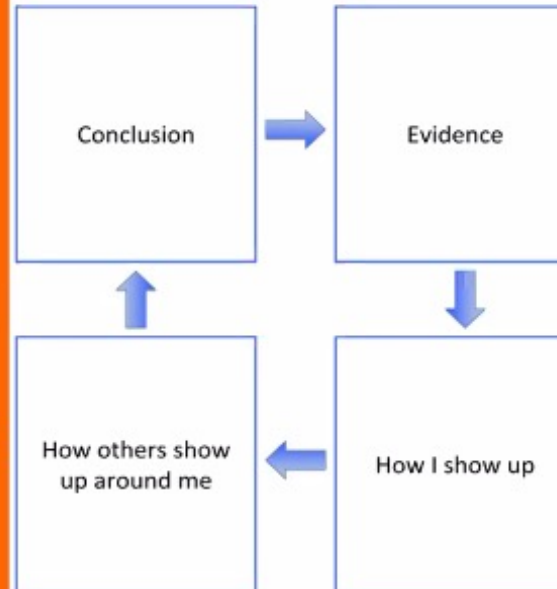 Conclusion
Evidence
How others show
up around me
How I show up